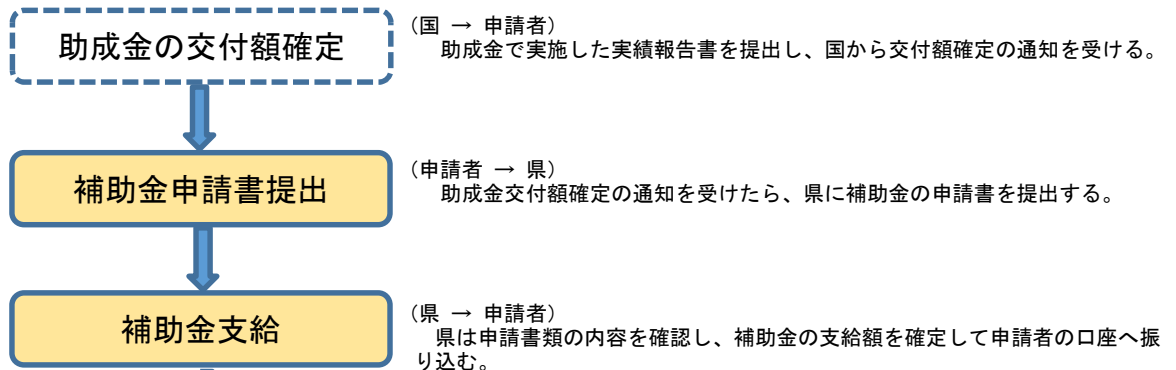 助成金の交付額確定
（国 → 申請者）
助成金で実施した実績報告書を提出し、国から交付額確定の通知を受ける。
補助金申請書提出
（申請者 → 県）
助成金交付額確定の通知を受けたら、県に補助金の申請書を提出する。
補助金支給
（県 → 申請者）
県は申請書類の内容を確認し、補助金の支給額を確定して申請者の口座へ振
り込む。